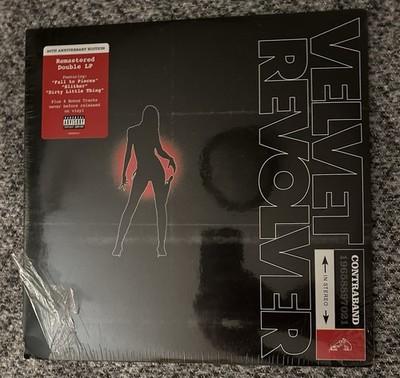 20TH ANNIVERSARY EDITION
Remastered
Double LP
Featuring:
"Fall to Pieces"
"Slither"
"Dirty Little Thing"
Plus 4 Bonus Tracks
never before released
on vinyl
VELVET
REVOLVER
CONTRABAND
IN STEREO